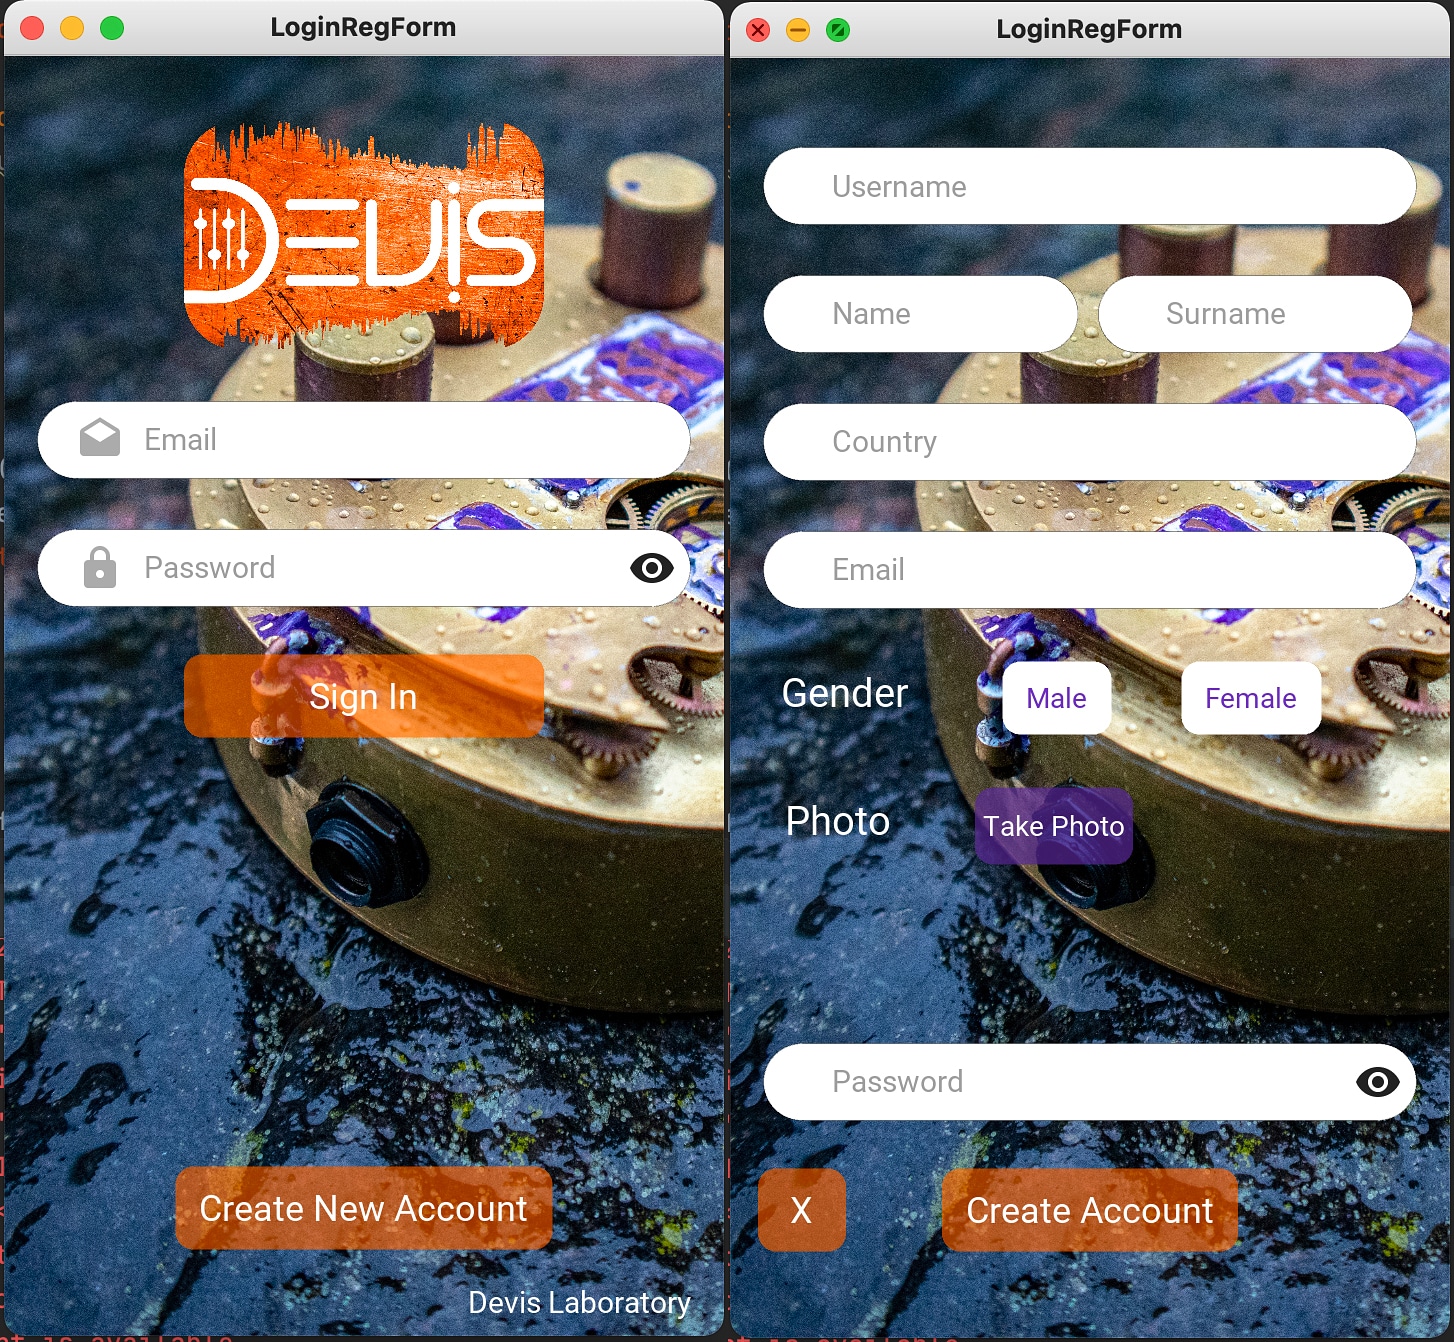 LoginRegForm
DEVIS
Email
Password
Sign In
Create New Account
Devis Laboratory
LoginRegForm
Username
Name Surname
Country
Email
Gender Male Female
Photo Take Photo
Password
X Create Account